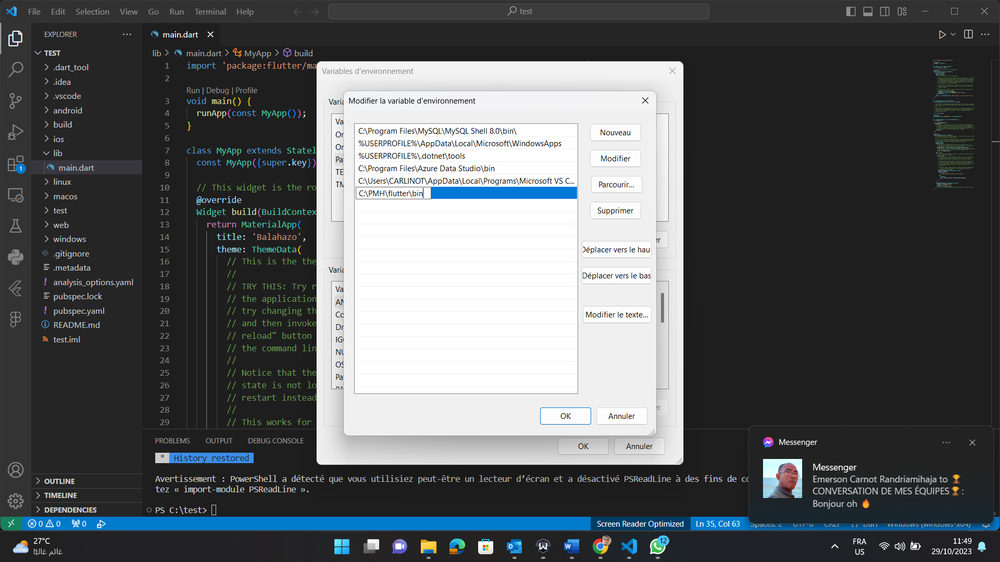 File Edit Selection View Go Run Terminal Help
test
EXPLORER
TEST
.dart_tool
.idea
.vscode
android
build
ios
lib
main.dart
linux
macos
test
web
windows
.gitignore
.metadata
analysis_options.yaml
pubspec.lock
pubspec.yaml
README.md
test.iml
OUTLINE
TIMELINE
DEPENDENCIES
1
main.dart
lib > main.dart > MyApp > build
1 import 'package:flutter/ma
2
Run | Debug | Profile
3 void main() {
4 runApp(const MyApp());
5 }
6
7 class MyApp extends Statel
8 const MyApp({super.key})
9
10 // This widget is the ro
11 @override
12 Widget build(BuildContex
13 return MaterialApp(
14 title: 'Balahazo',
15 theme: ThemeData(
16 // This is the the
17 //
18 // TRY THIS: Try r
19 // the application
20 // try changing th
21 // and then invoke
22 // reload" button
23 // the command lin
24 //
25 // Notice that the
26 // state is not lo
27 // restart instead
28 //
29 // This works for
Variables d'environnement
Varia
Va
Or
Or
Pa
TE
TM
er
Varia
Va
AN
Co
Dr
IG
NU
OS
Pa
er
OK
Annuler
Modifier la variable d'environnement
C:\Program Files\MySQL\MySQL Shell 8.0\bin\
%USERPROFILE%\AppData\Local\Microsoft\WindowsApps
%USERPROFILE%\.dotnet\tools
C:\Program Files\Azure Data Studio\bin
C:\Users\CARLINOT\AppData\Local\Programs\Microsoft VS C...
C:\PMH\flutter\bin
Nouveau
Modifier
Parcourir...
Supprimer
Déplacer vers le hau
Déplacer vers le bas
Modifier le texte...
OK
Annuler
PROBLEMS OUTPUT DEBUG CONSOLE
* History restored
Avertissement : PowerShell a détecté que vous utilisiez peut-être un lecteur d'écran et a désactivé PSReadLine à des fins de co
tez « import-module PSReadLine ».
PS C:\test>
Messenger
Messenger
Emerson Carnot Randriamihaja to 🏆
CONVERSATION DE MES ÉQUIPES🏆:
Bonjour oh 🔥
0 0 0
Screen Reader Optimized Ln 35, Col 63 Spaces: 2 UTF-8 CRLF {} Dart Windows (windows-x64)
27°C
غائم غالبًا
12
FRA
US
11:49
29/10/2023